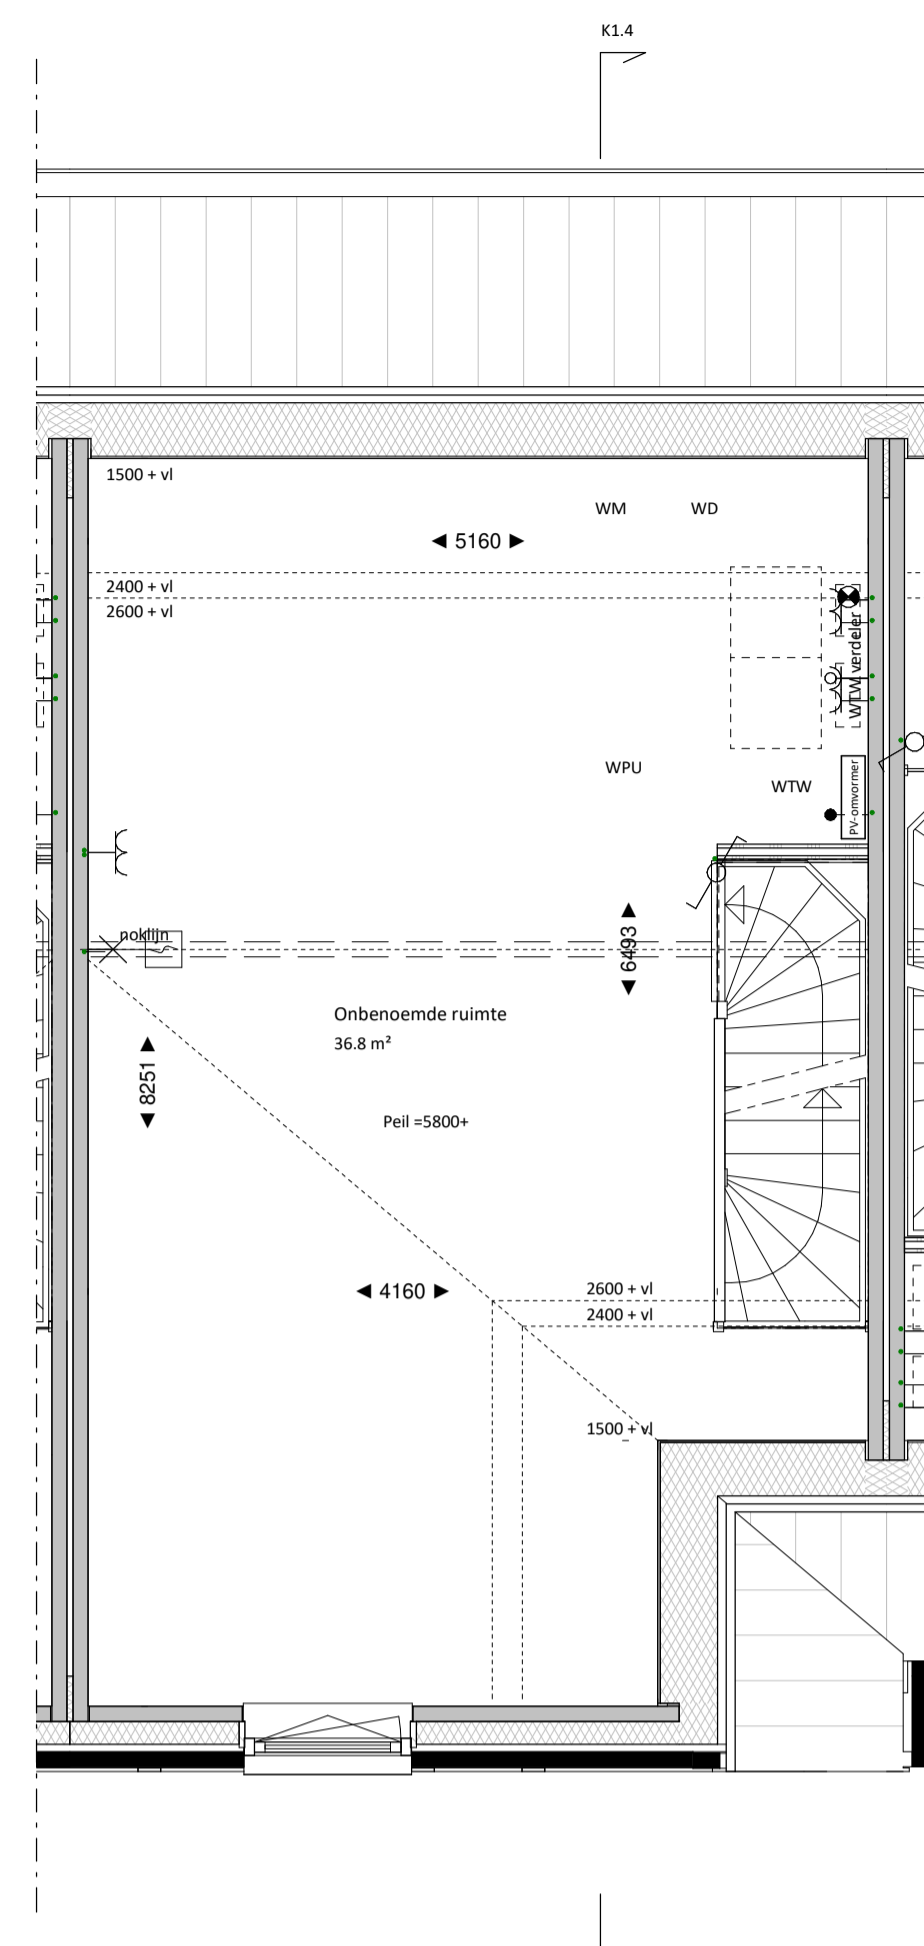 K1.4
1500 + vl
WM
WD
5160
2400 + vl
2600 + vl
WTW verdeler
WPU
WTW
PV-omvormer
noklijn
6493
Onbenoemde ruimte
36.8 m²
8251
Peil =5800+
2600 + vl
4160
2400 + vl
1500 + vl